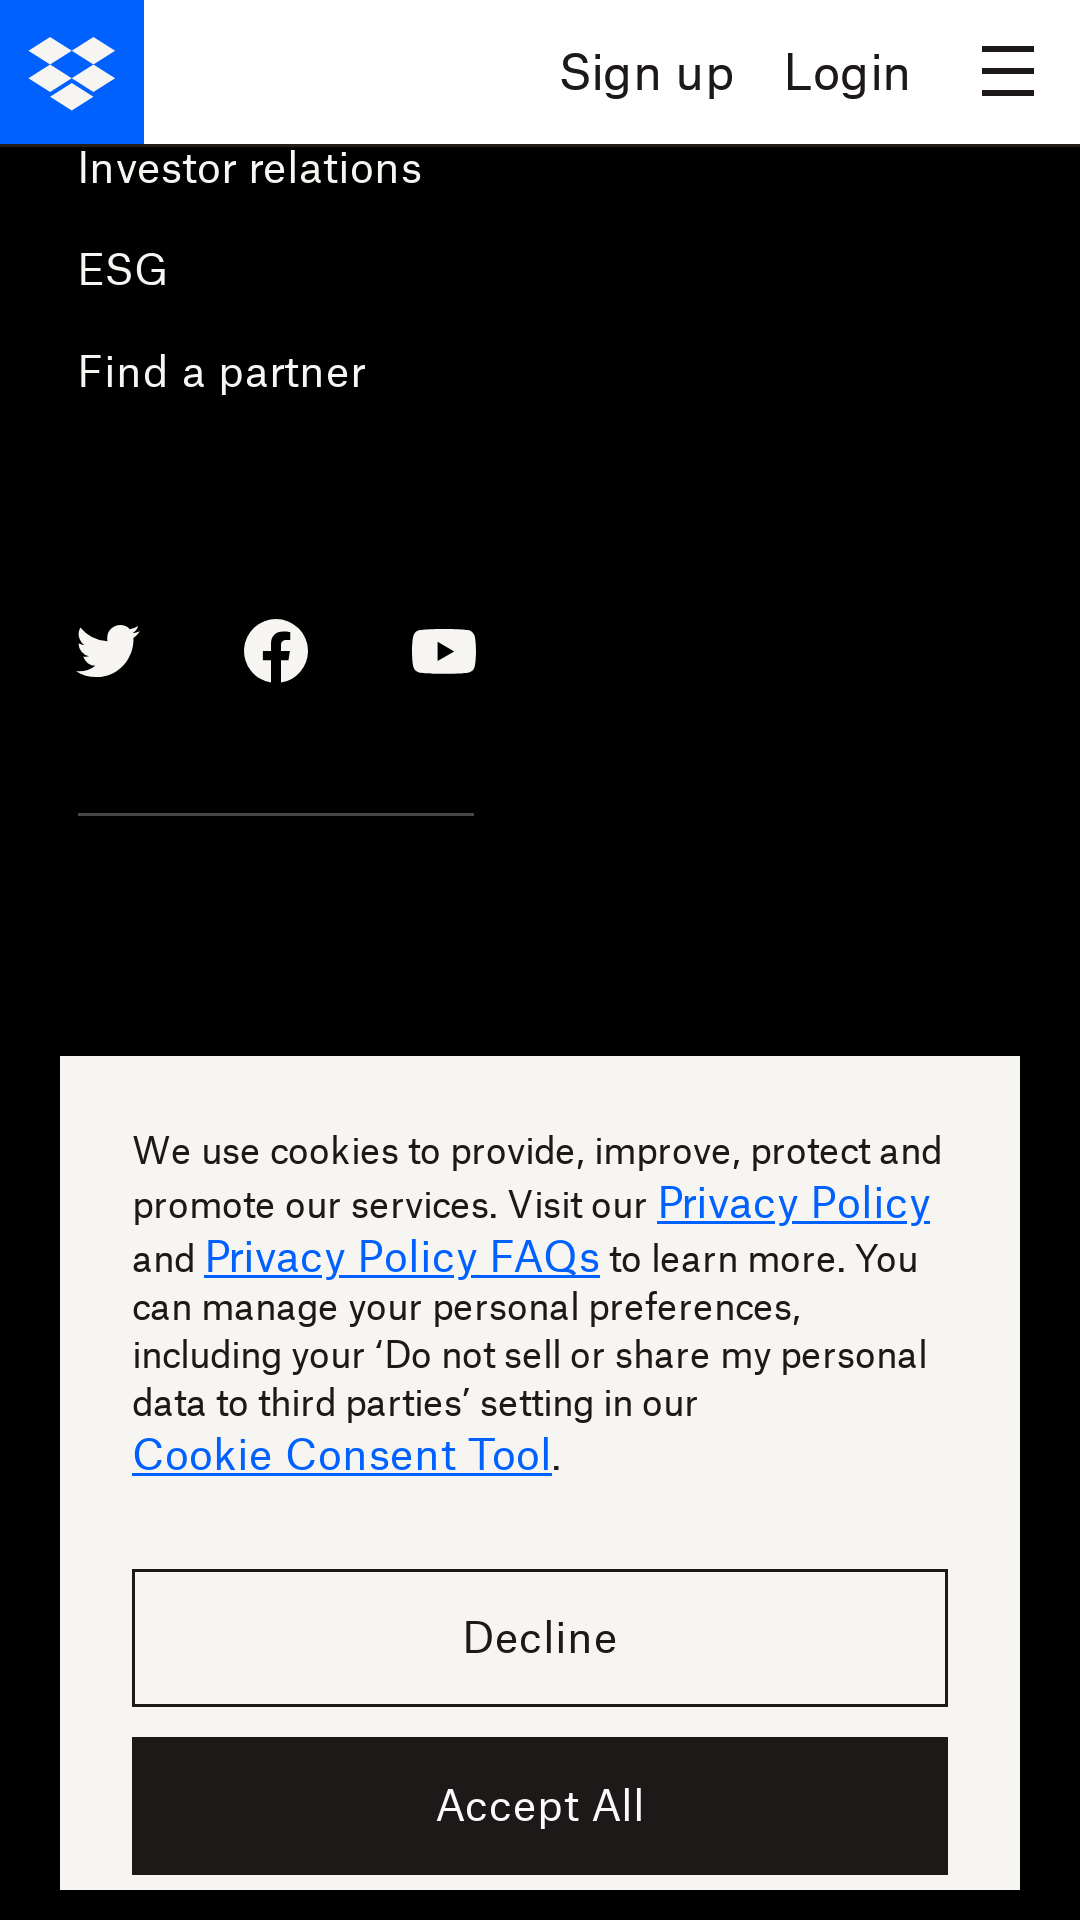 Sign up
Login
Investor relations
ESG
Find a partner
We use cookies to provide, improve, protect and
promote our services. Visit our Privacy Policy
and Privacy Policy FAQs to learn more. You
can manage your personal preferences,
including your ‘Do not sell or share my personal
data to third parties’ setting in our
Cookie Consent Tool.
Decline
Accept All